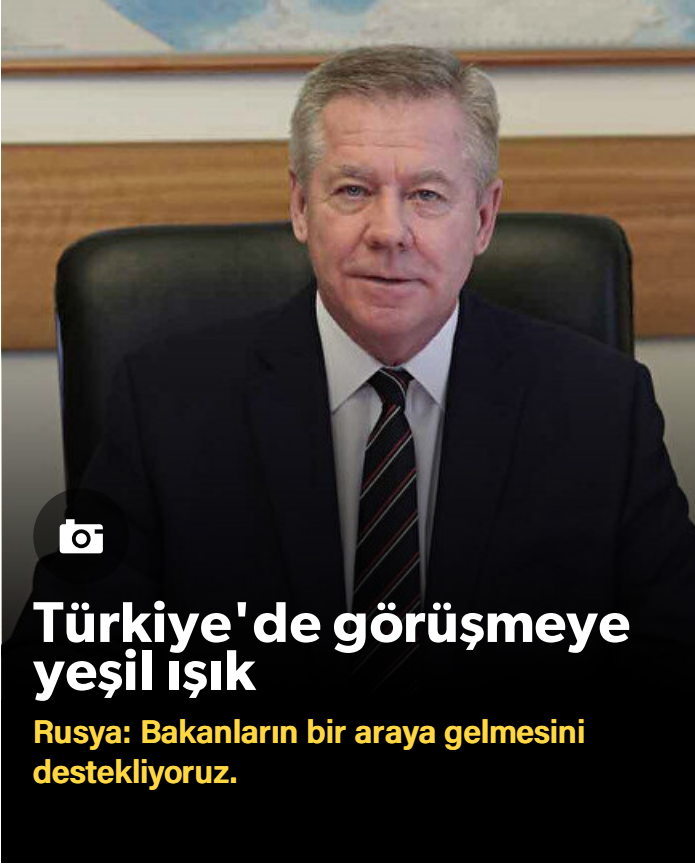 Türkiye'de görüşmeye
yeşil ışık
Rusya: Bakanların bir araya gelmesini
destekliyoruz.